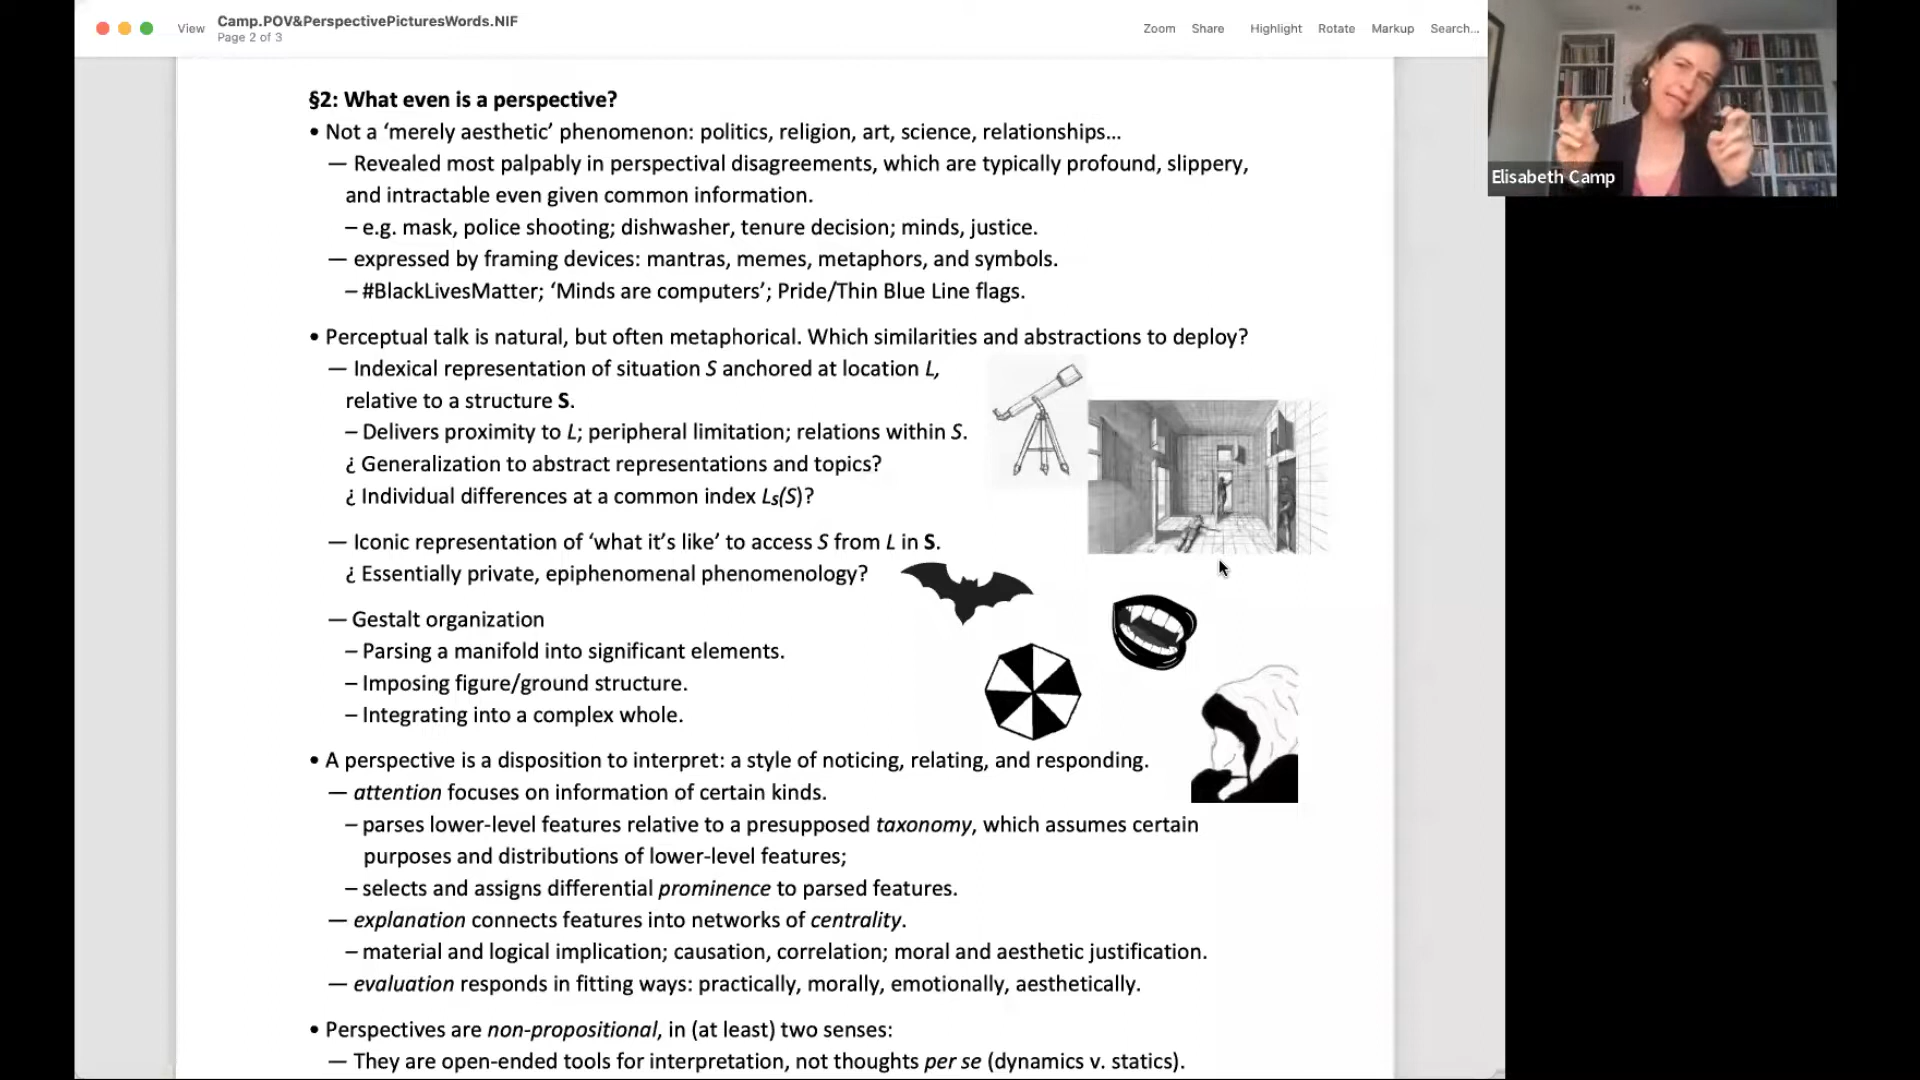 Camp.POV&PerspectivePicturesWords.NIF
View
Page 2 of 3
Zoom Share Highlight Rotate Markup Search...
Elisabeth Camp
§2: What even is a perspective?
• Not a ‘merely aesthetic’ phenomenon: politics, religion, art, science, relationships…
— Revealed most palpably in perspectival disagreements, which are typically profound, slippery,
and intractable even given common information.
– e.g. mask, police shooting; dishwasher, tenure decision; minds, justice.
— expressed by framing devices: mantras, memes, metaphors, and symbols.
– #BlackLivesMatter; ‘Minds are computers’; Pride/Thin Blue Line flags.
• Perceptual talk is natural, but often metaphorical. Which similarities and abstractions to deploy?
— Indexical representation of situation S anchored at location L,
relative to a structure S.
– Delivers proximity to L; peripheral limitation; relations within S.
¿ Generalization to abstract representations and topics?
¿ Individual differences at a common index Ls(S)?
— Iconic representation of ‘what it’s like’ to access S from L in S.
¿ Essentially private, epiphenomenal phenomenology?
— Gestalt organization
– Parsing a manifold into significant elements.
– Imposing figure/ground structure.
– Integrating into a complex whole.
• A perspective is a disposition to interpret: a style of noticing, relating, and responding.
— attention focuses on information of certain kinds.
– parses lower-level features relative to a presupposed taxonomy, which assumes certain
purposes and distributions of lower-level features;
– selects and assigns differential prominence to parsed features.
— explanation connects features into networks of centrality.
– material and logical implication; causation, correlation; moral and aesthetic justification.
— evaluation responds in fitting ways: practically, morally, emotionally, aesthetically.
• Perspectives are non-propositional, in (at least) two senses:
— They are open-ended tools for interpretation, not thoughts per se (dynamics v. statics).